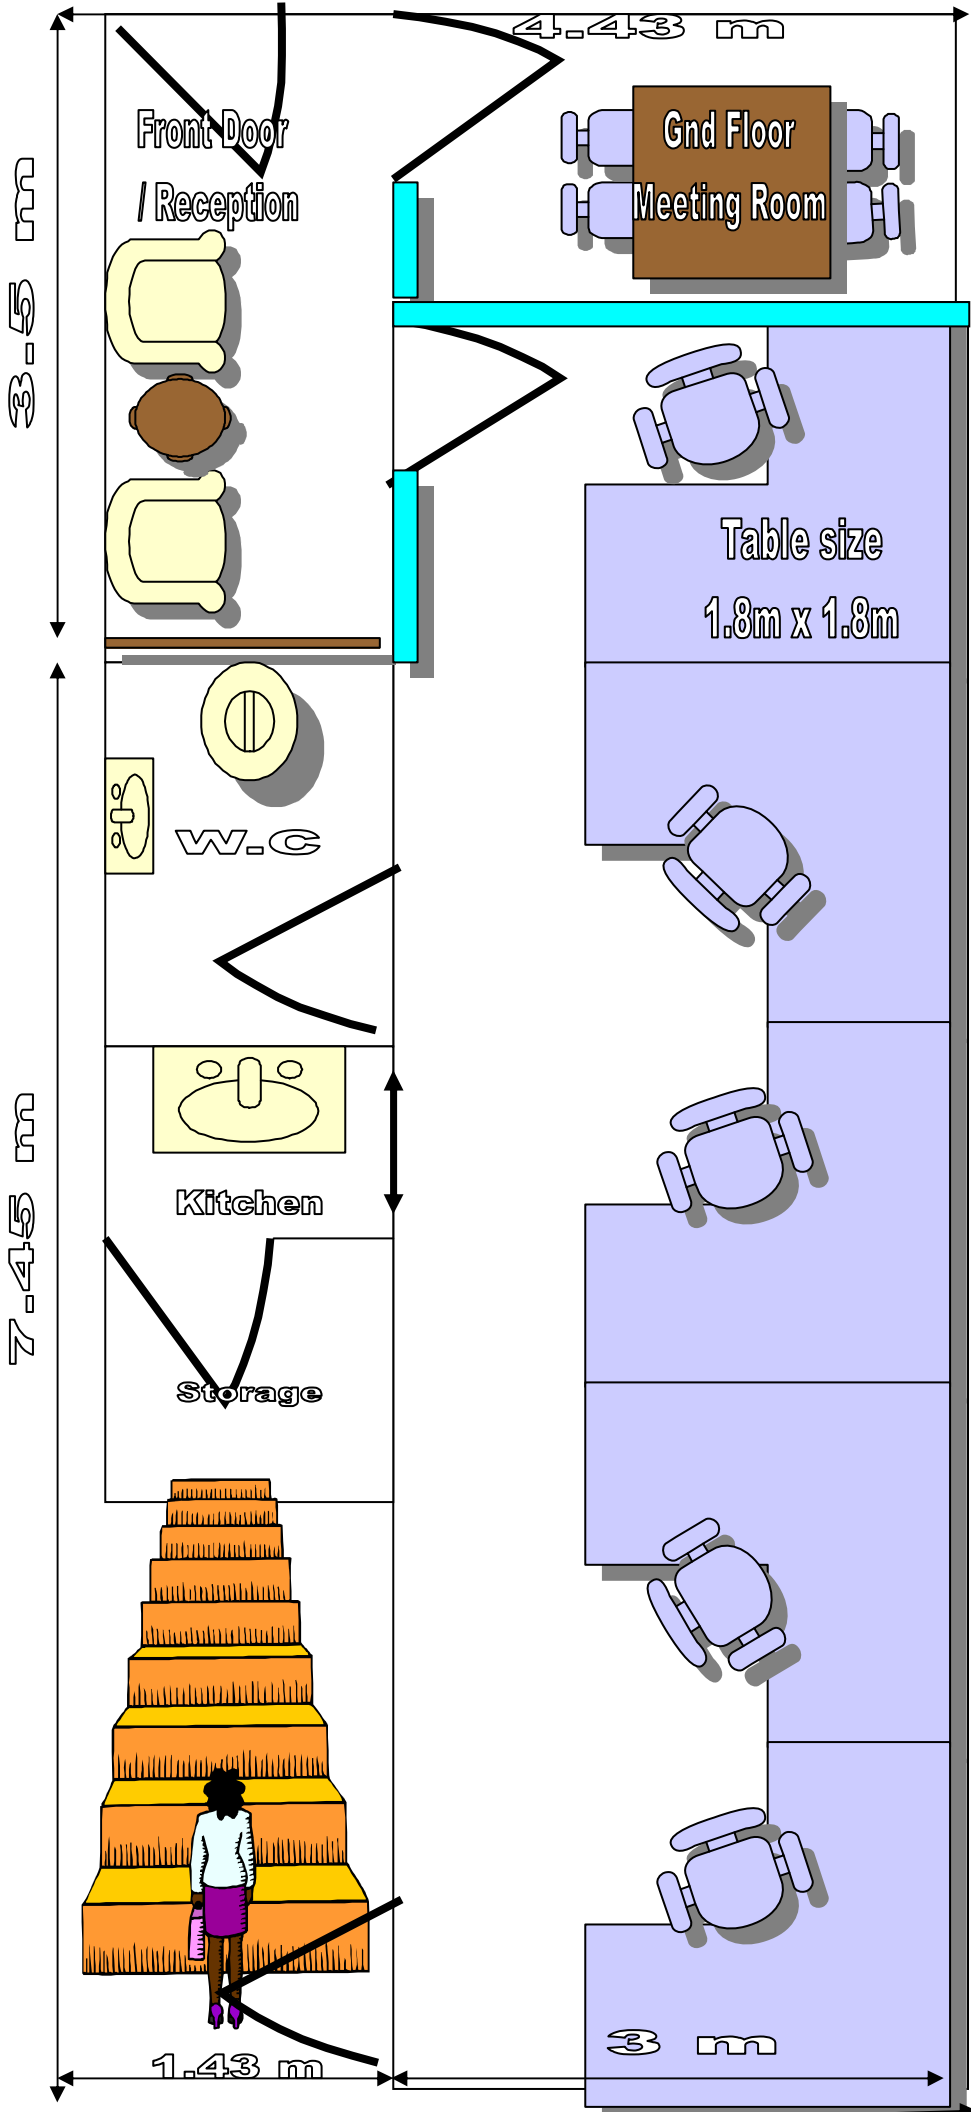 4.43 m
Front Door
/ Reception
Gnd Floor
Meeting Room
3.5 m
Table size
1.8m x 1.8m
W.C
7.45 m
Kitchen
Storage
3 m
1.43 m